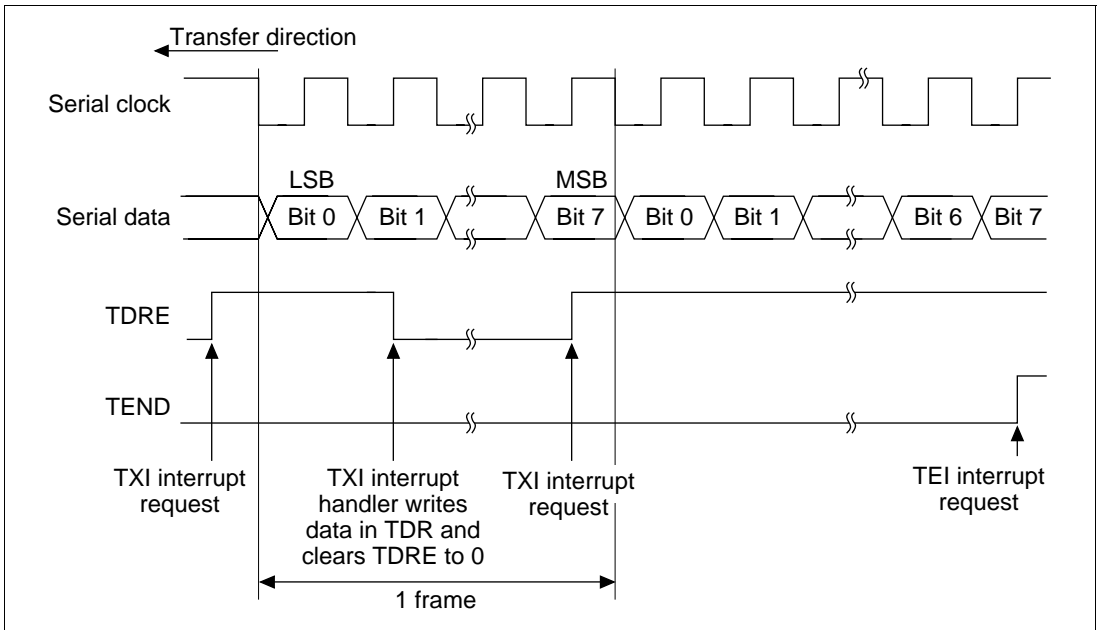 Transfer direction
Serial clock
LSB
MSB
Serial data
Bit 0
Bit 1
Bit 7
Bit 0
Bit 1
Bit 6
Bit 7
TDRE
TEND
TXI interrupt
request
TXI interrupt
handler writes
data in TDR and
clears TDRE to 0
TXI interrupt
request
TEI interrupt
request
1 frame